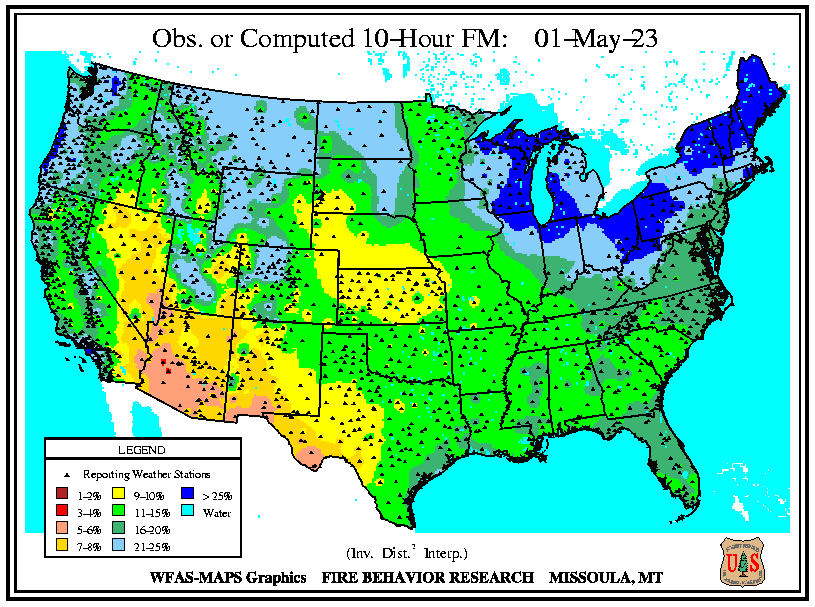 Obs. or Computed 10-Hour FM: 01-May-23
LEGEND
Reporting Weather Stations
1-2% 9-10% > 25%
3-4% 11-15% Water
5-6% 16-20%
7-8% 21-25%
(Inv. Dist.² Interp.)
WFAS-MAPS Graphics FIRE BEHAVIOR RESEARCH MISSOULA, MT
U S